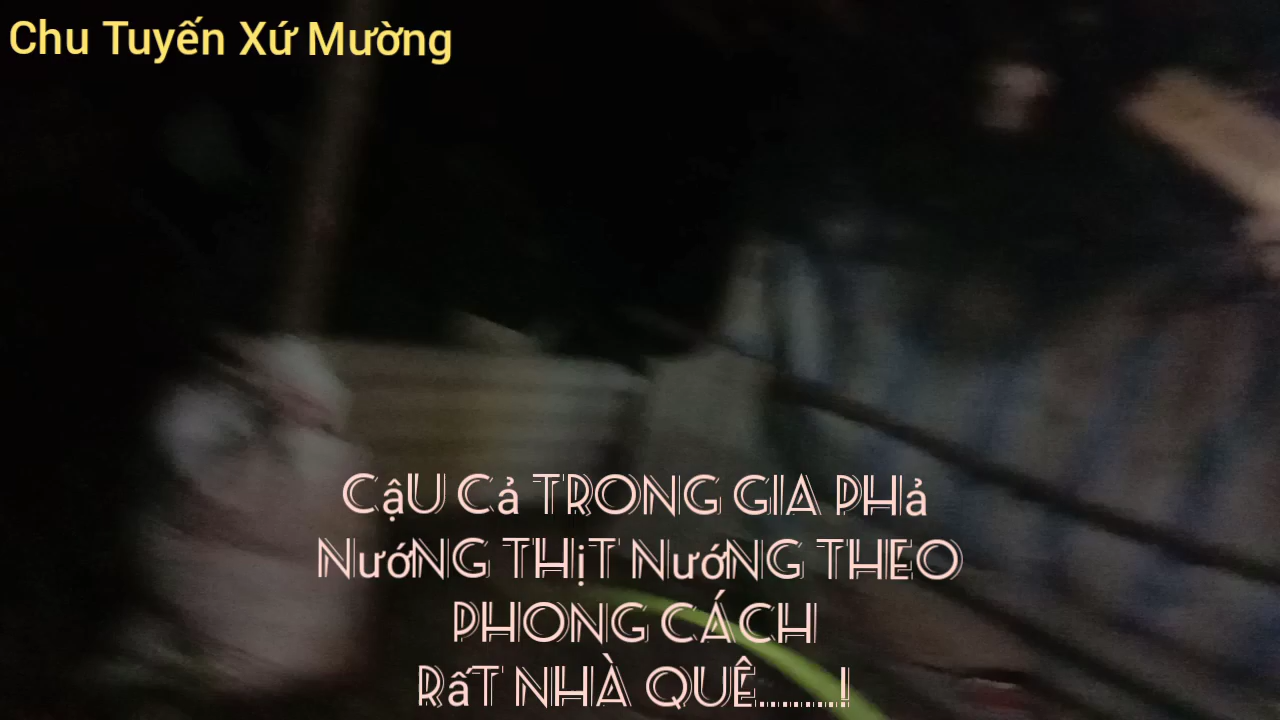 Chu Tuyến Xứ Mường
CậU Cả TRONG GIA PHả
NướNG THịT NướNG THEO
PHONG CÁCH
RấT NHÀ QUÊ.........!